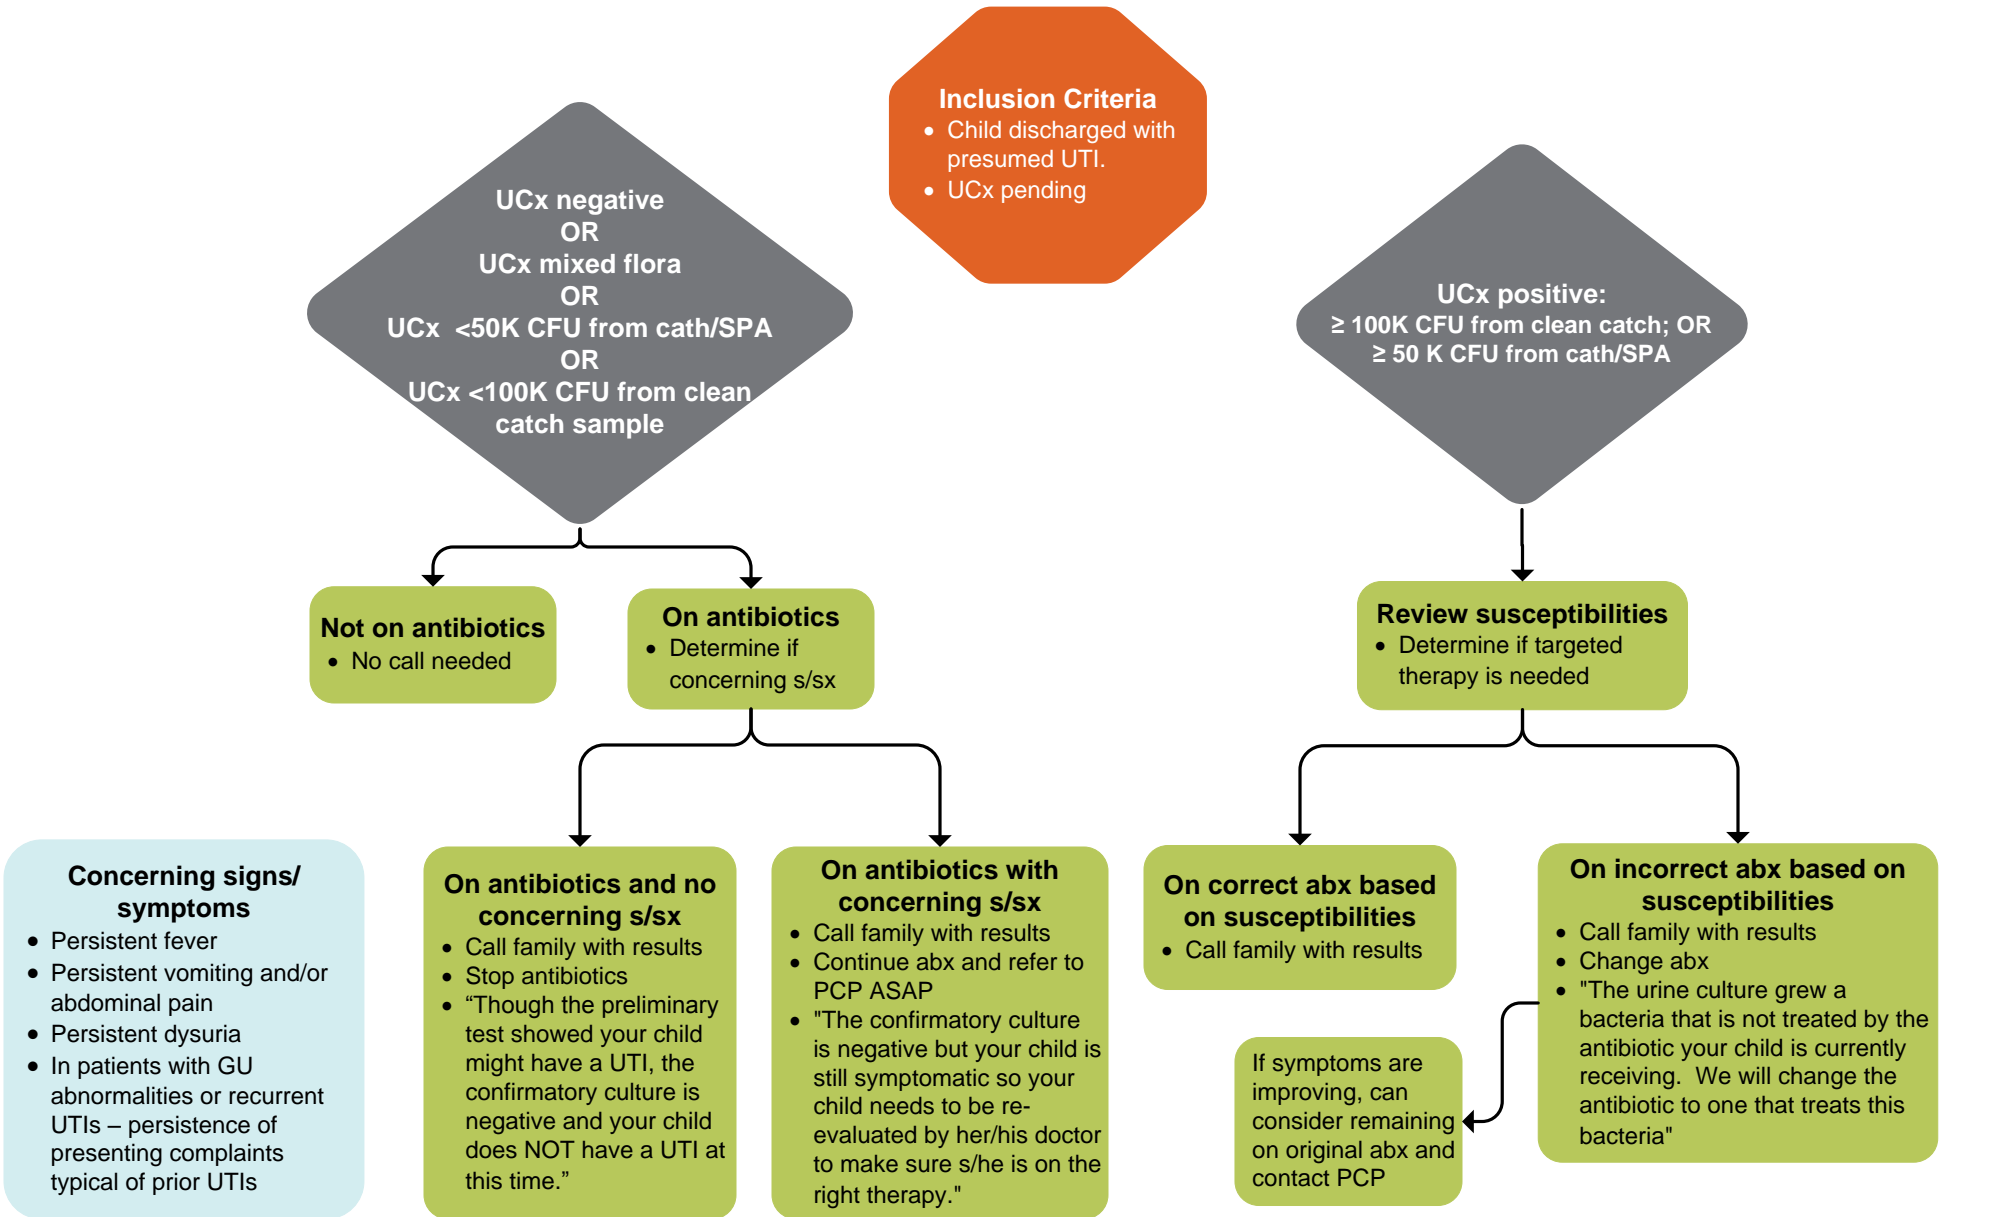 Inclusion Criteria
• Child discharged with
presumed UTI.
• UCx pending
UCx negative
OR
UCx mixed flora
OR
UCx <50K CFU from cath/SPA
OR
UCx <100K CFU from clean
catch sample
UCx positive:
≥ 100K CFU from clean catch; OR
≥ 50 K CFU from cath/SPA
Not on antibiotics
• No call needed
On antibiotics
• Determine if
concerning s/sx
Review susceptibilities
• Determine if targeted
therapy is needed
Concerning signs/
symptoms
• Persistent fever
• Persistent vomiting and/or
abdominal pain
• Persistent dysuria
• In patients with GU
abnormalities or recurrent
UTIs – persistence of
presenting complaints
typical of prior UTIs
On antibiotics and no
concerning s/sx
• Call family with results
• Stop antibiotics
• “Though the preliminary
test showed your child
might have a UTI, the
confirmatory culture is
negative and your child
does NOT have a UTI at
this time.”
On antibiotics with
concerning s/sx
• Call family with results
• Continue abx and refer to
PCP ASAP
• "The confirmatory culture
is negative but your child is
still symptomatic so your
child needs to be re-
evaluated by her/his doctor
to make sure s/he is on the
right therapy."
On correct abx based
on susceptibilities
• Call family with results
On incorrect abx based on
susceptibilities
• Call family with results
• Change abx
• "The urine culture grew a
bacteria that is not treated by the
antibiotic your child is currently
receiving.  We will change the
antibiotic to one that treats this
bacteria"
If symptoms are
improving, can
consider remaining
on original abx and
contact PCP